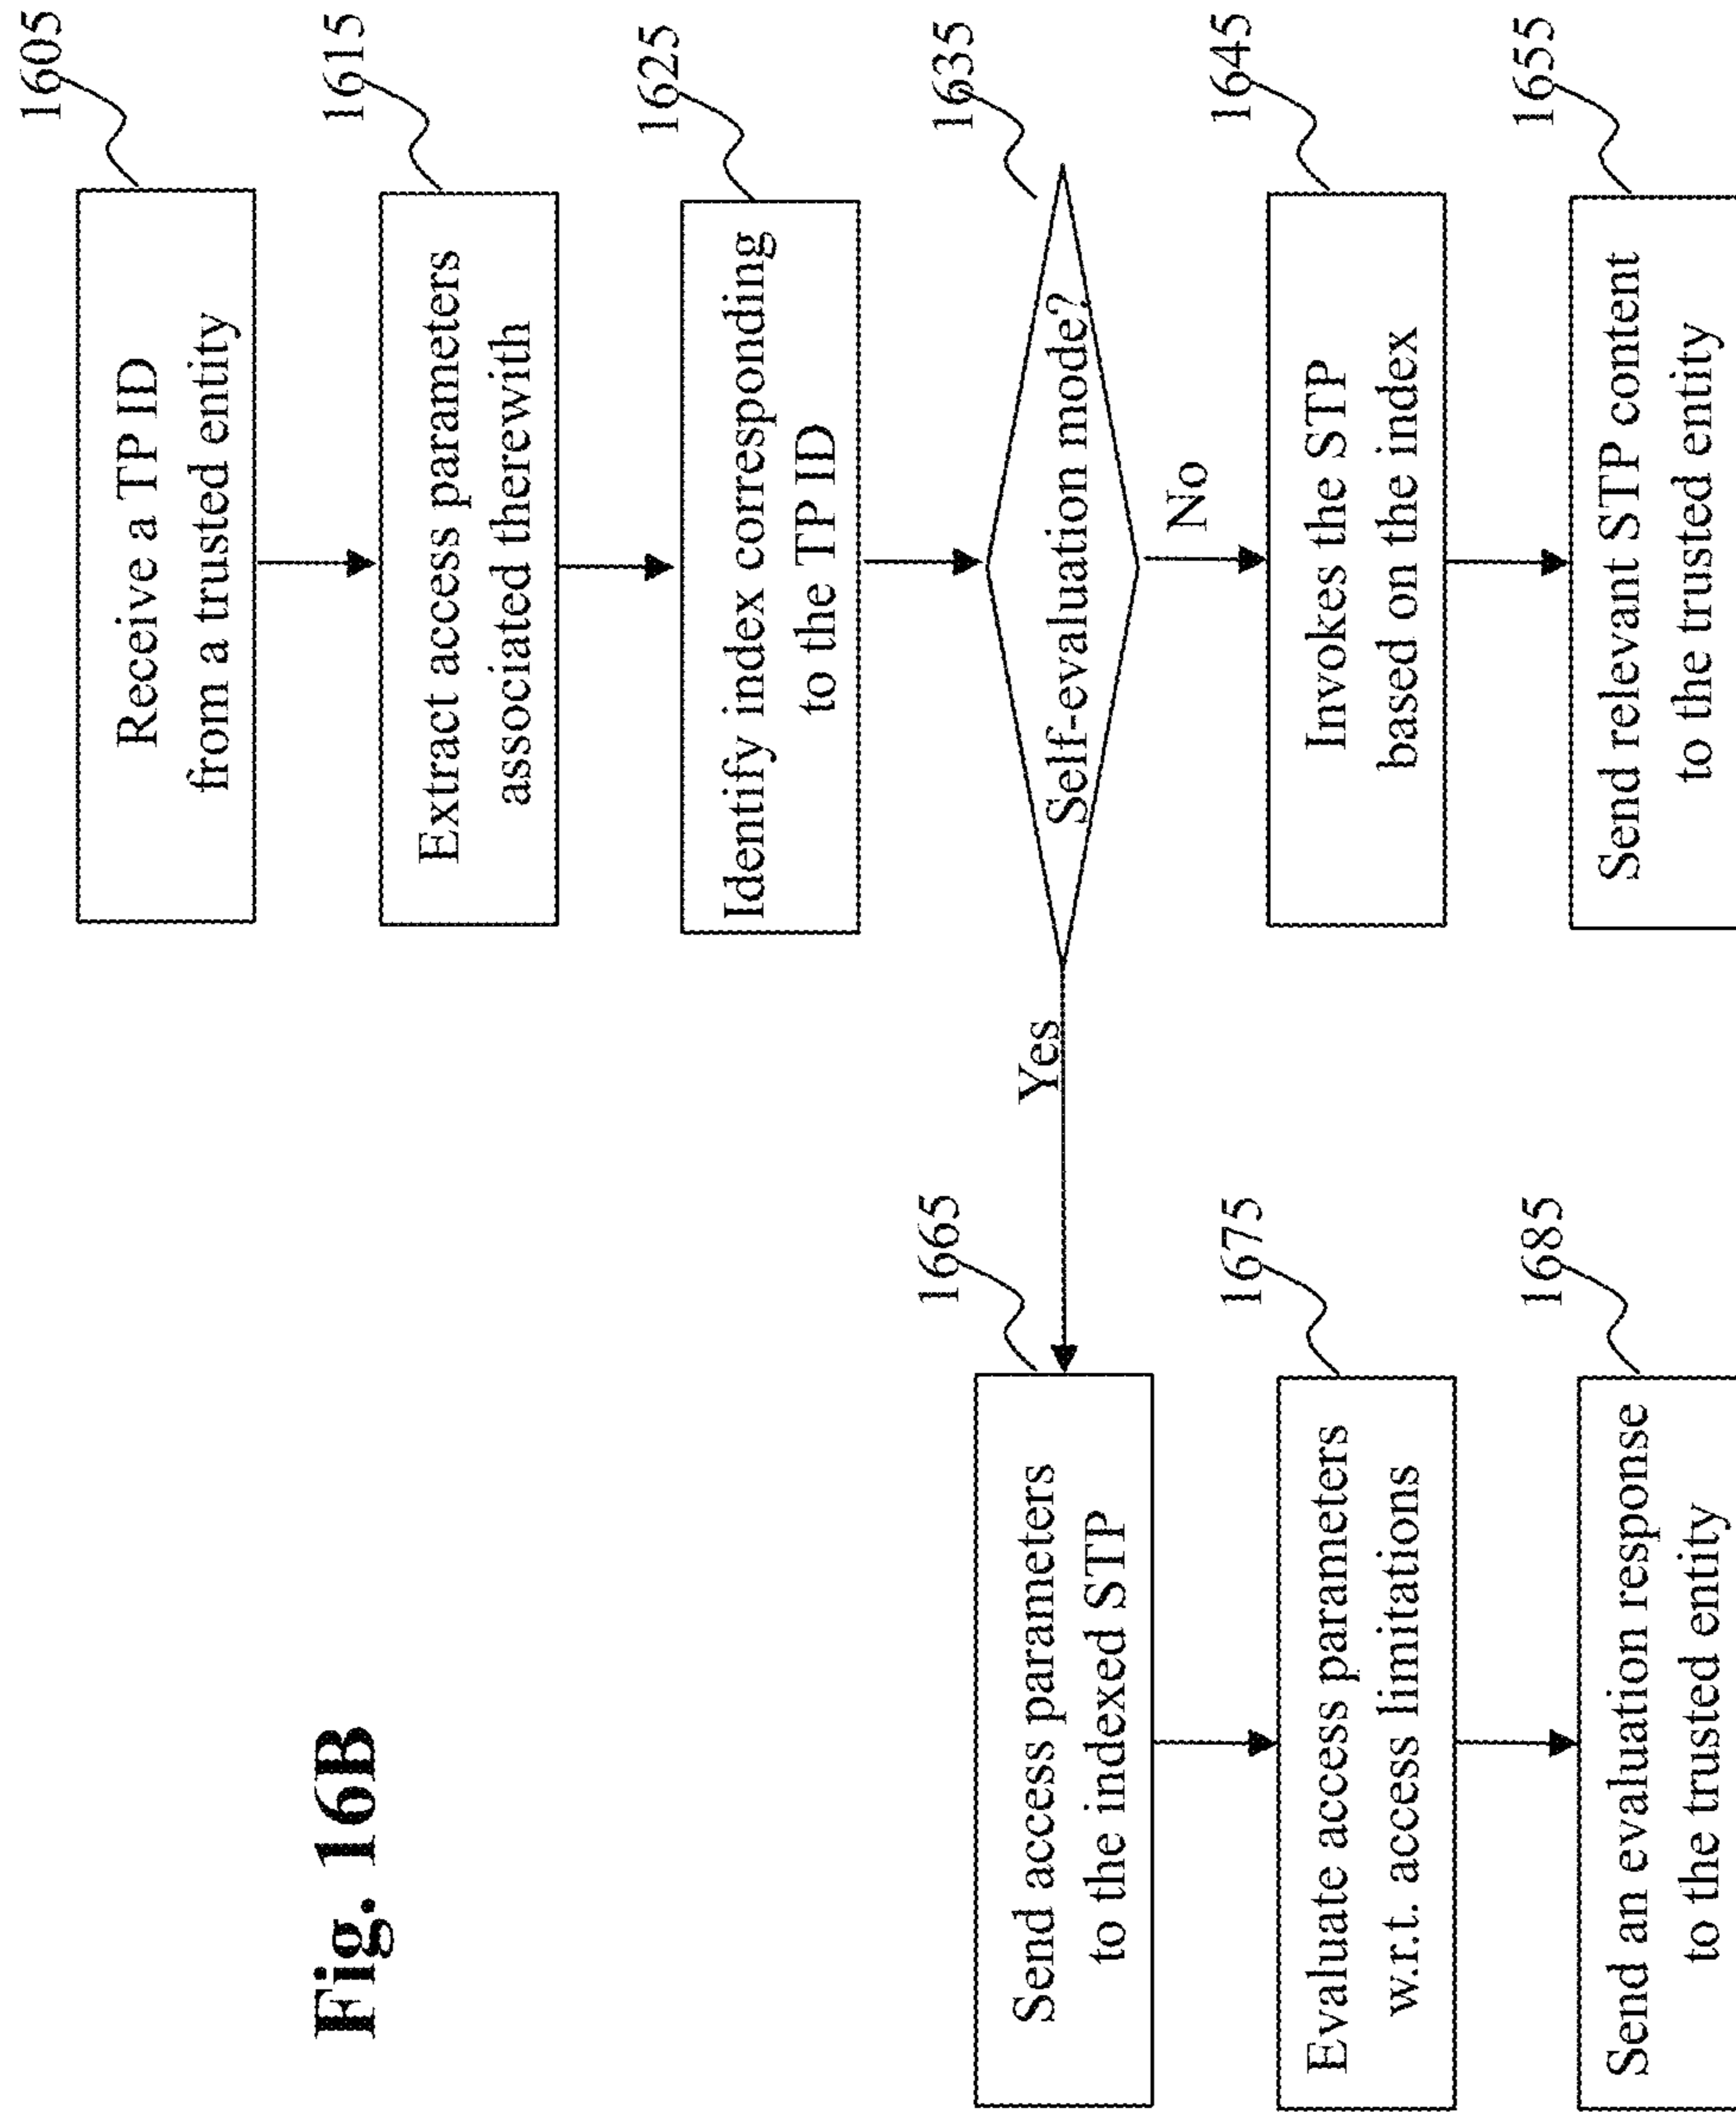 Fig. 16B
1605
Receive a TP ID
from a trusted entity
1615
Extract access parameters
associated therewith
1625
Identify index corresponding
to the TP ID
1635
Self-evaluation mode?
Yes
No
1645
Invokes the STP
based on the index
1655
Send relevant STP content
to the trusted entity
1665
Send access parameters
to the indexed STP
1675
Evaluate access parameters
w.r.t. access limitations
1685
Send an evaluation response
to the trusted entity